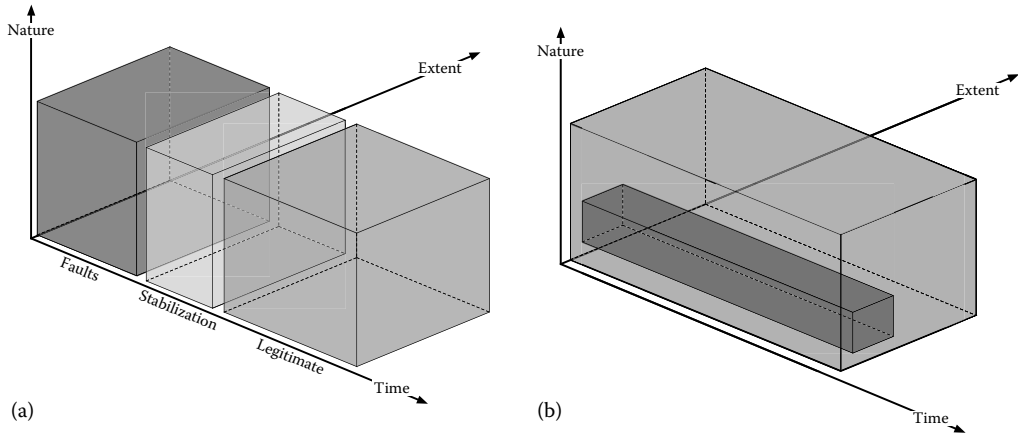 Nature
Extent
Faults
Stabilization
Legitimate
Time
(a)
Nature
Extent
Time
(b)